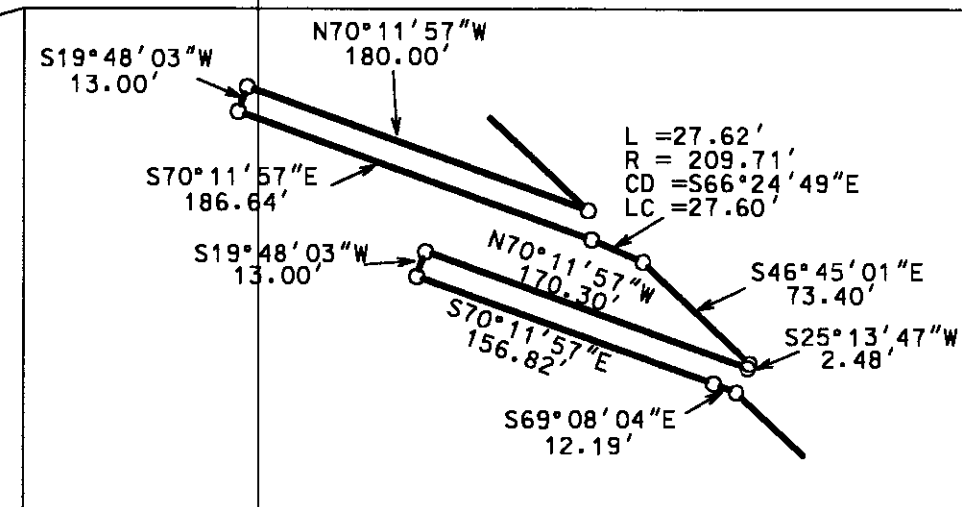 N70°11'57"W
180.00'
S19°48'03"W
13.00'
L =27.62'
R = 209.71'
CD =S66°24'49"E
LC =27.60'
S70°11'57"E
186.64'
N70°11'57"W
170.30'
S19°48'03"W
13.00'
S46°45'01"E
73.40'
S70°11'57"E
156.82'
S25°13'47"W
2.48'
S69°08'04"E
12.19'